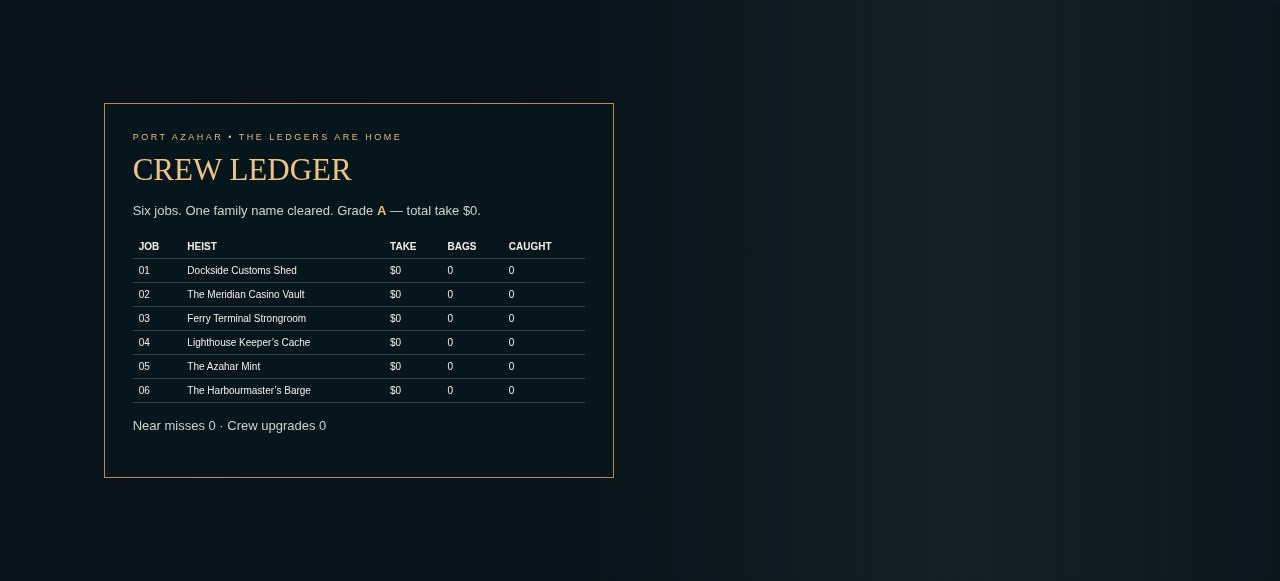 PORT AZAHAR • THE LEDGERS ARE HOME
CREW LEDGER
Six jobs. One family name cleared. Grade A — total take $0.
JOB HEIST TAKE BAGS CAUGHT
01 Dockside Customs Shed $0 0 0
02 The Meridian Casino Vault $0 0 0
03 Ferry Terminal Strongroom $0 0 0
04 Lighthouse Keeper’s Cache $0 0 0
05 The Azahar Mint $0 0 0
06 The Harbourmaster’s Barge $0 0 0
Near misses 0 · Crew upgrades 0